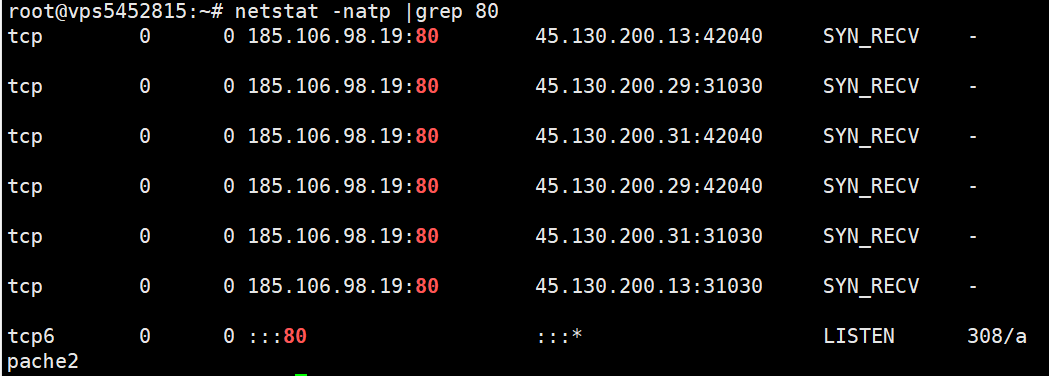 root@vps5452815:~# netstat -natp |grep 80
tcp        0      0 185.106.98.19:80        45.130.200.13:42040     SYN_RECV    -
tcp        0      0 185.106.98.19:80        45.130.200.29:31030     SYN_RECV    -
tcp        0      0 185.106.98.19:80        45.130.200.31:42040     SYN_RECV    -
tcp        0      0 185.106.98.19:80        45.130.200.29:42040     SYN_RECV    -
tcp        0      0 185.106.98.19:80        45.130.200.31:31030     SYN_RECV    -
tcp        0      0 185.106.98.19:80        45.130.200.13:31030     SYN_RECV    -
tcp6       0      0 :::80                   :::*                    LISTEN      308/a
pache2